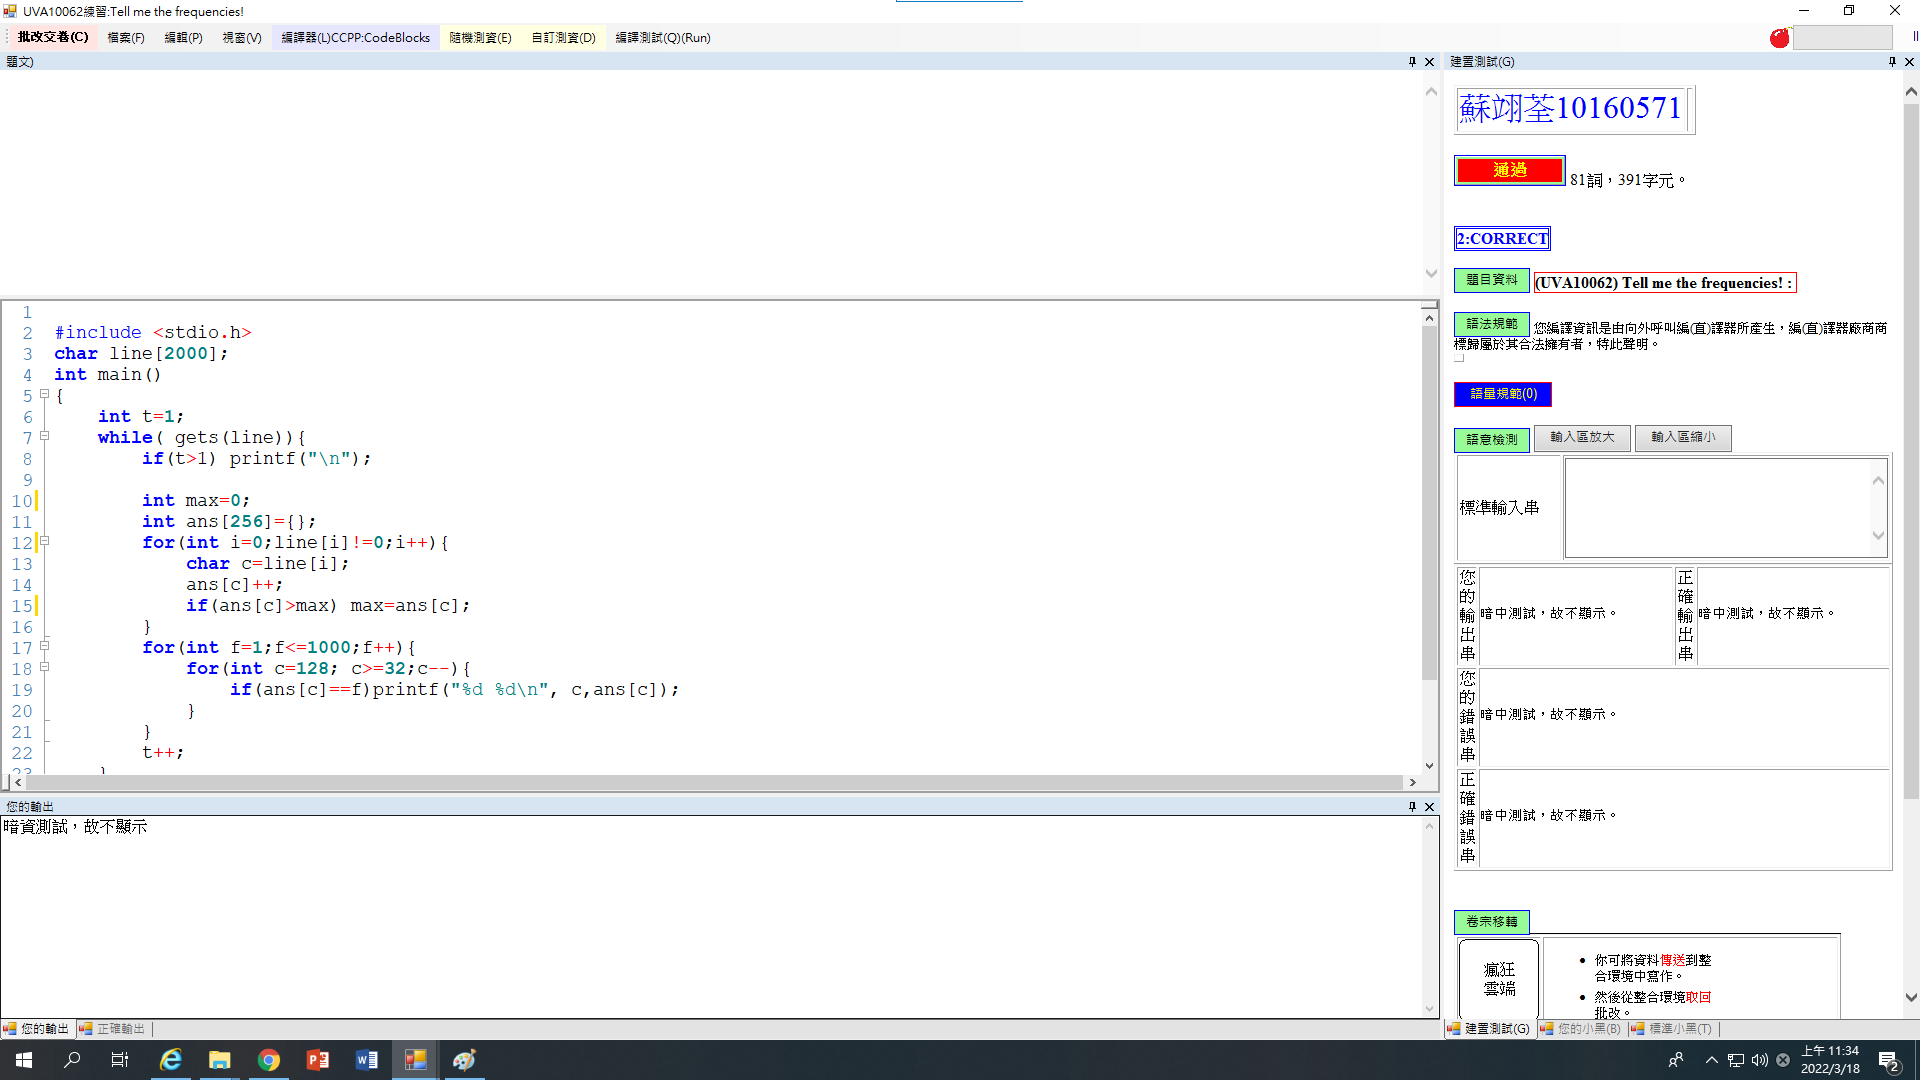 UVA10062練習:Tell me the frequencies!
批改交卷(C) 檔案(F) 編輯(P) 視窗(V) 編譯器(L)CCPP:CodeBlocks 隨機測資(E) 自訂測資(D) 編譯測試(Q)(Run)
題文)
1
2 #include <stdio.h>
3 char line[2000];
4 int main()
5 {
6 int t=1;
7 while( gets(line)){
8 if(t>1) printf("\n");
9
10 int max=0;
11 int ans[256]={};
12 for(int i=0;line[i]!=0;i++){
13 char c=line[i];
14 ans[c]++;
15 if(ans[c]>max) max=ans[c];
16 }
17 for(int f=1;f<=1000;f++){
18 for(int c=128; c>=32;c--){
19 if(ans[c]==f)printf("%d %d\n", c,ans[c]);
20 }
21 }
22 t++;
您的輸出
暗資測試，故不顯示
您的輸出 正確輸出
建置測試(G)
蘇翊荃10160571
通過 81詞，391字元。
2:CORRECT
題目資料 (UVA10062) Tell me the frequencies! :
語法規範 您編譯資訊是由向外呼叫編(直)譯器所產生，編(直)譯器廠商商
標歸屬於其合法擁有者，特此聲明。
語量規範(0)
語意檢測 輸入區放大 輸入區縮小
標準輸入串
您的輸出串 暗中測試，故不顯示。 正確輸出串 暗中測試，故不顯示。
您的錯誤串 暗中測試，故不顯示。
正確錯誤串 暗中測試，故不顯示。
卷宗移轉
瘋狂
雲端
• 你可將資料傳送到整
合環境中寫作。
• 然後從整合環境取回
批改。
建置測試(G) 您的小黑(B) 標準小黑(T)
上午 11:34
2022/3/18
2